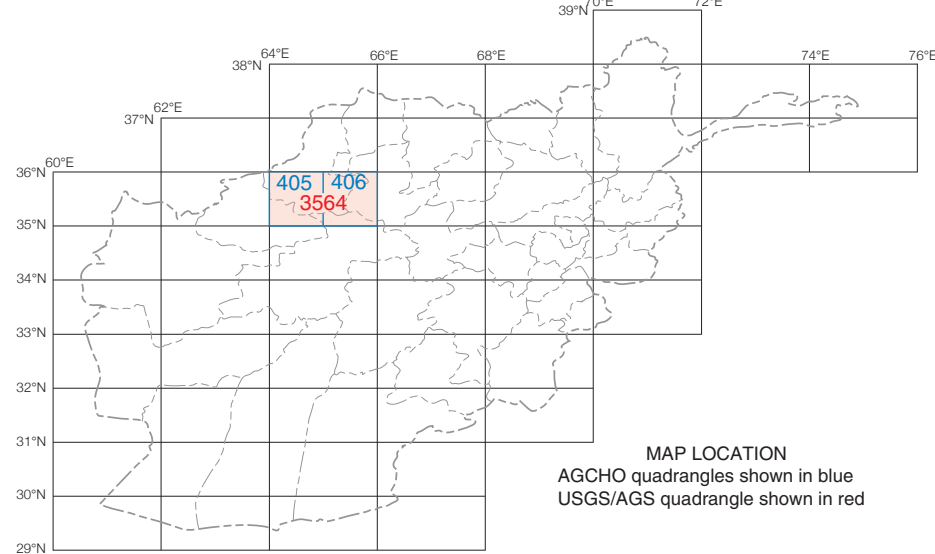 70°E 72°E
39°N
64°E 66°E 68°E 74°E 76°E
38°N
62°E
37°N
60°E
36°N
405 406
3564
35°N
34°N
33°N
32°N
31°N
MAP LOCATION
AGCHO quadrangles shown in blue
USGS/AGS quadrangle shown in red
30°N
29°N